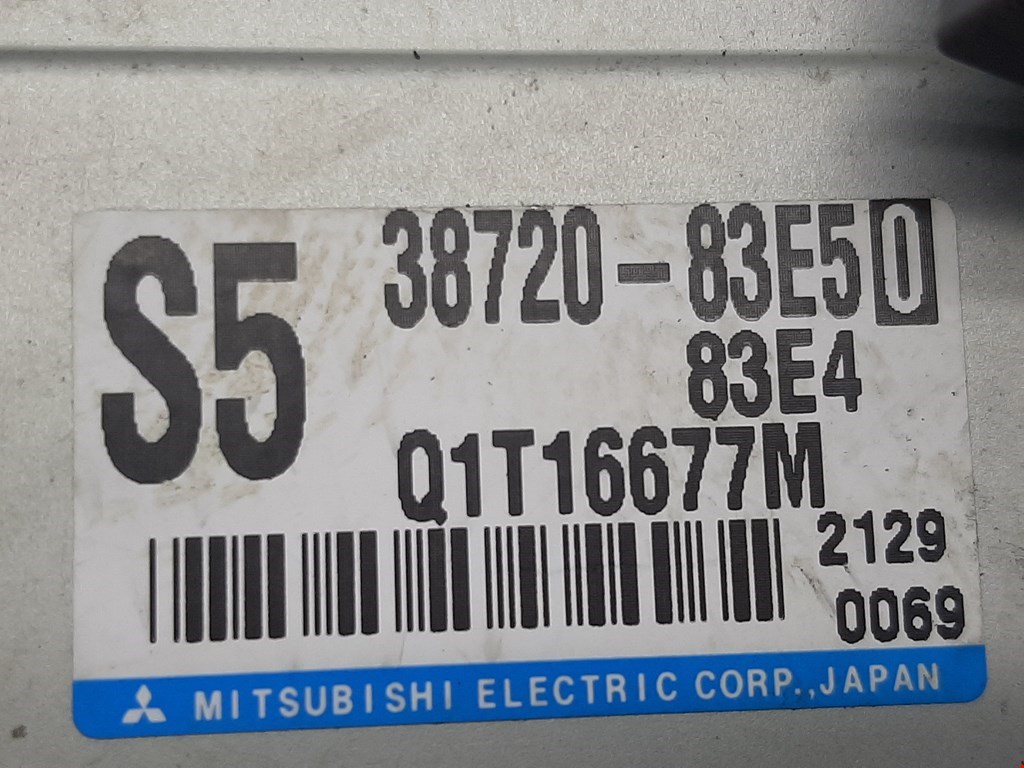 S5
38720-83E50
83E4
Q1T16677M
2129
0069
MITSUBISHI ELECTRIC CORP.,JAPAN